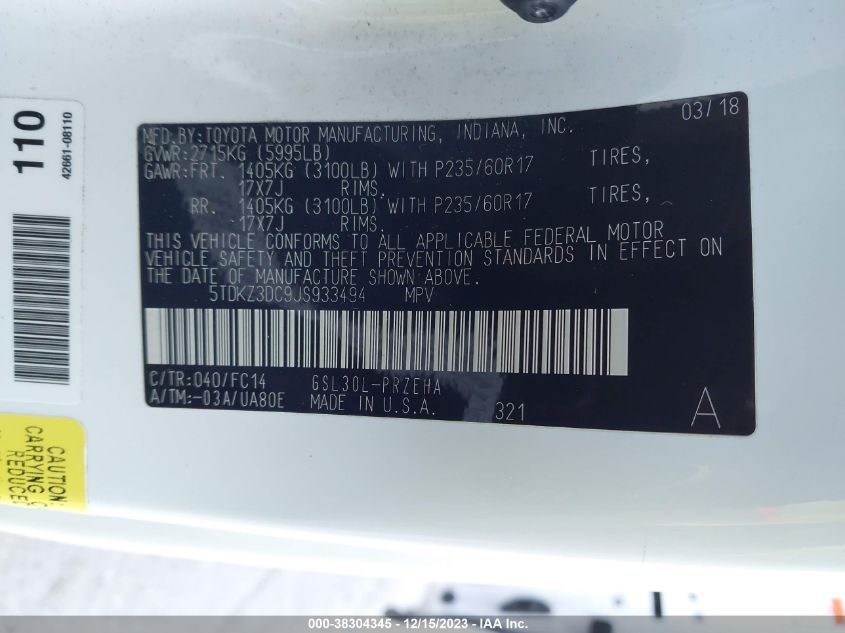 110
42661-08110
MFD.BY:TOYOTA MOTOR MANUFACTURING, INDIANA, INC. 03/18
GVWR:2715KG (5995LB)
GAWR:FRT. 1405KG (3100LB) WITH P235/60R17 TIRES,
17X7J RIMS.
RR. 1405KG (3100LB) WITH P235/60R17 TIRES,
17X7J RIMS.
THIS VEHICLE CONFORMS TO ALL APPLICABLE FEDERAL MOTOR
VEHICLE SAFETY AND THEFT PREVENTION STANDARDS IN EFFECT ON
THE DATE OF MANUFACTURE SHOWN ABOVE.
5TDKZ3DC9JS933494 MPV
C/TR:040/FC14 GSL30L-PRZEHA
A/TM:-03A/UA80E MADE IN U.S.A. 321 A
CAUTION:
CARRYING
REDUCE
000-38304345 - 12/15/2023 - IAA Inc.